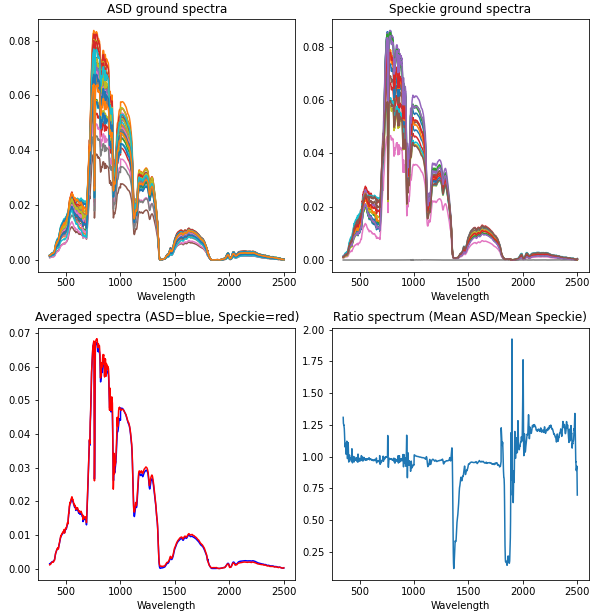 ASD ground spectra
0.08
0.06
0.04
0.02
0.00
500 1000 1500 2000 2500
Wavelength
Speckie ground spectra
0.08
0.06
0.04
0.02
0.00
500 1000 1500 2000 2500
Wavelength
Averaged spectra (ASD=blue, Speckie=red)
0.07
0.06
0.05
0.04
0.03
0.02
0.01
0.00
500 1000 1500 2000 2500
Wavelength
Ratio spectrum (Mean ASD/Mean Speckie)
2.00
1.75
1.50
1.25
1.00
0.75
0.50
0.25
500 1000 1500 2000 2500
Wavelength